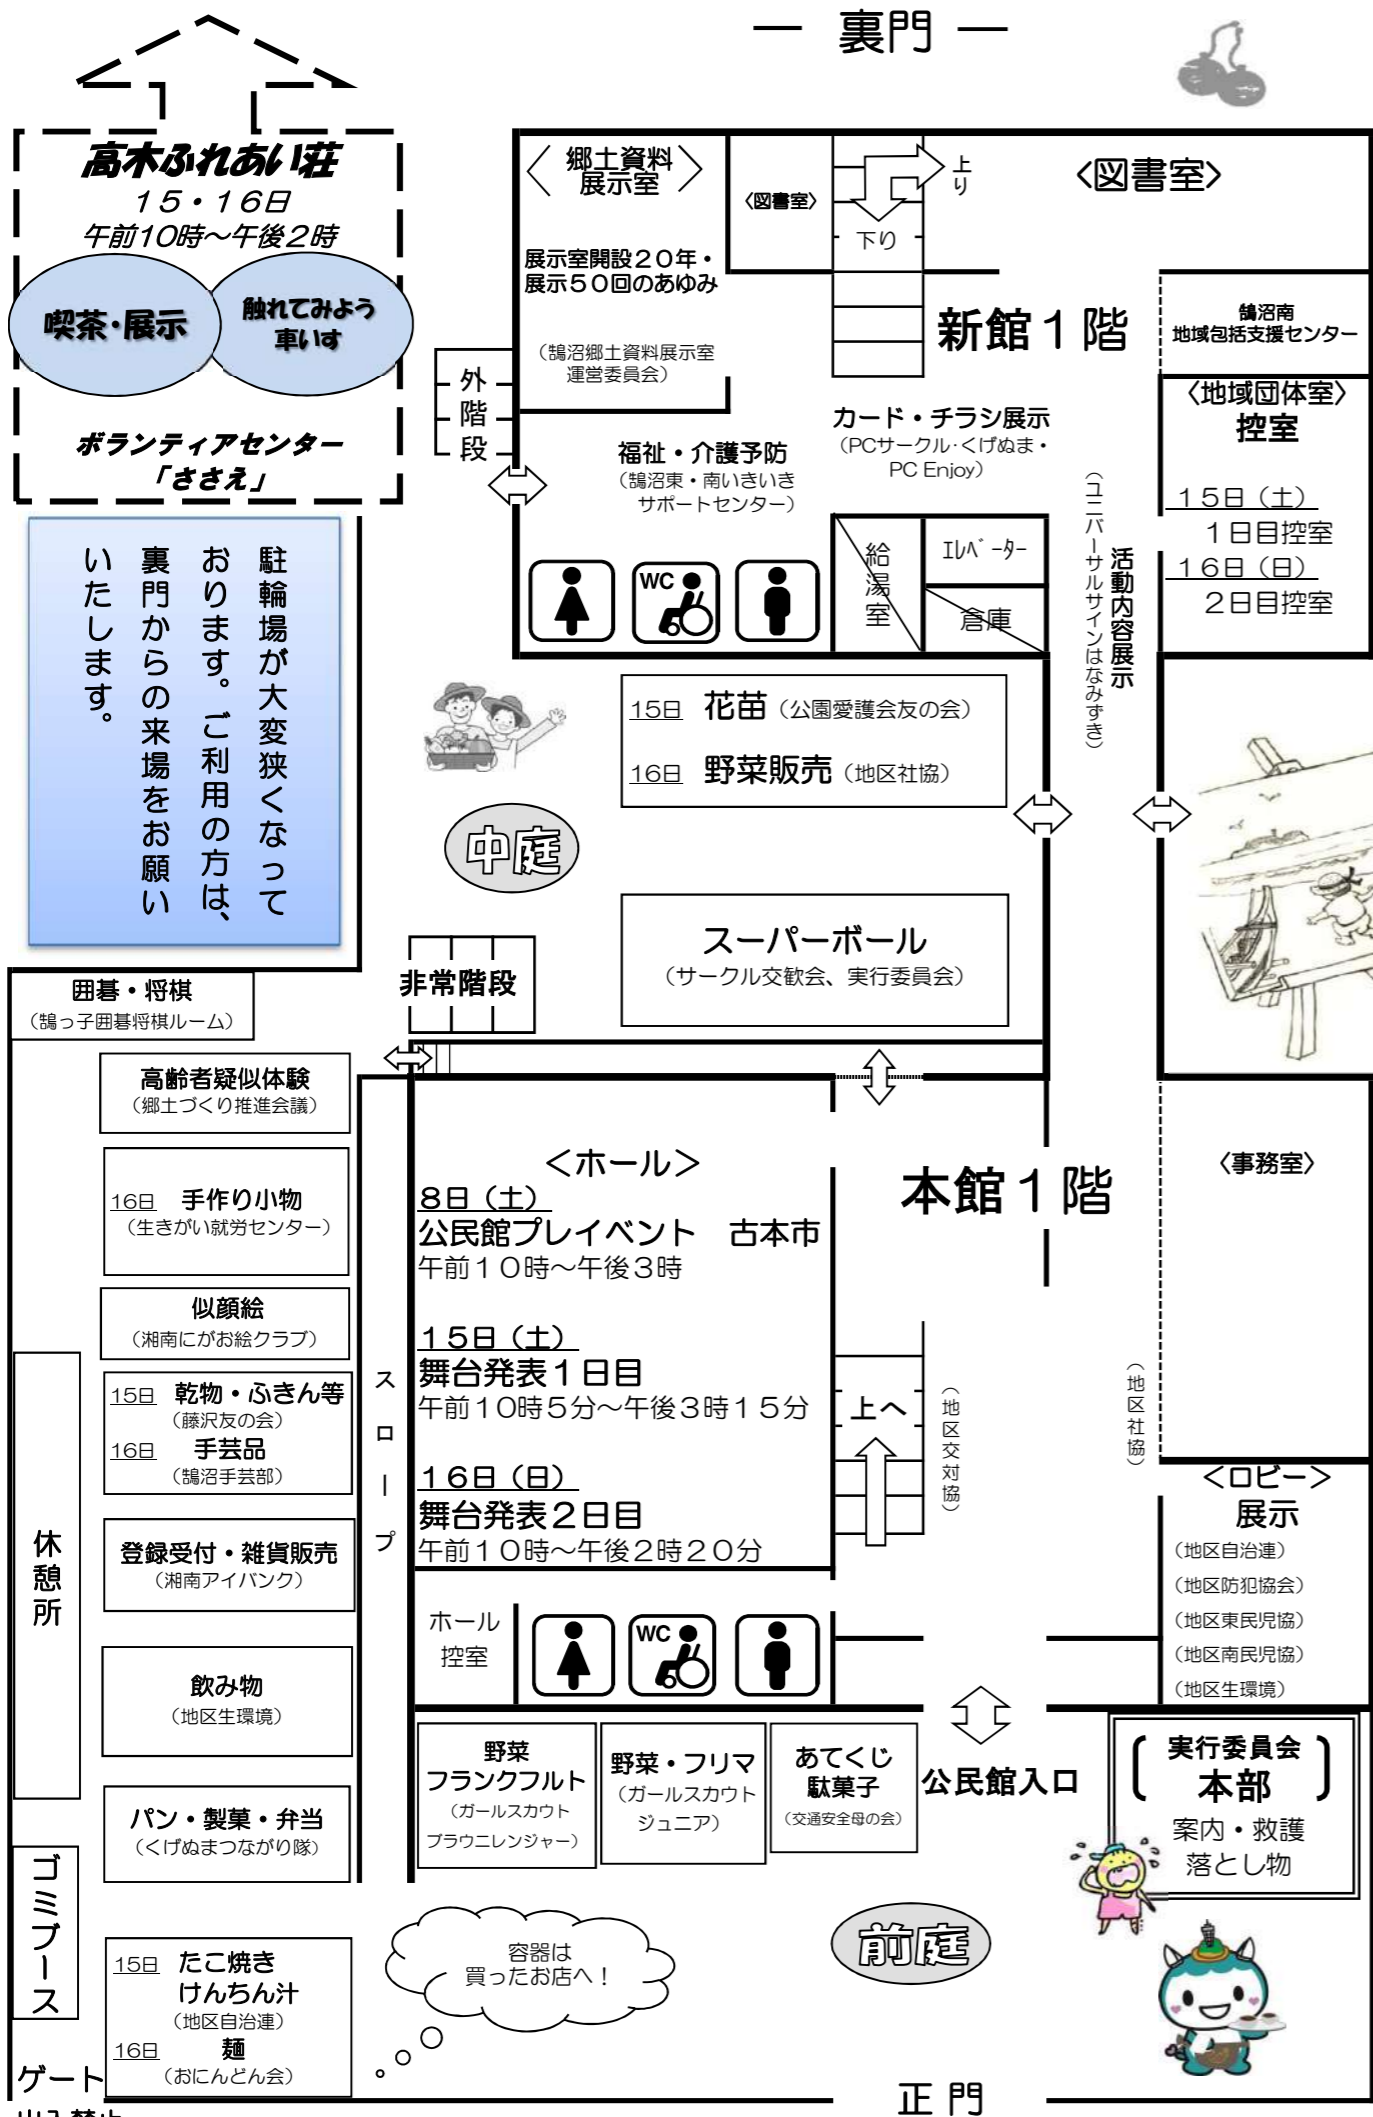 ― 裏門 ―
高木ふれあい荘
15・16日
午前10時～午後2時
喫茶・展示
触れてみよう
車いす
ボランティアセンター
「ささえ」
駐輪場が大変狭くなって
おります。ご利用の方は、
裏門からの来場をお願い
いたします。
〈郷土資料
展示室〉
展示室開設20年・
展示50回のあゆみ
（鵠沼郷土資料展示室
運営委員会）
〈図書室〉
上り
下り
〈図書室〉
新館1階
鵠沼南
地域包括支援センター
〈地域団体室〉
控室
15日（土）
1日目控室
16日（日）
2日目控室
外階段
福祉・介護予防
（鵠沼東・南いきいき
サポートセンター）
カード・チラシ展示
（PCサークル・くげぬま・
PC Enjoy）
WC
給湯室
エレベーター
倉庫
活動内容展示
（ユニバーサルサインはなみずき）
15日 花苗（公園愛護会友の会）
16日 野菜販売（地区社協）
中庭
スーパーボール
（サークル交歓会、実行委員会）
非常階段
囲碁・将棋
（鵠っ子囲碁将棋ルーム）
高齢者疑似体験
（郷土づくり推進会議）
16日 手作り小物
（生きがい就労センター）
似顔絵
（湘南にがお絵クラブ）
15日 乾物・ふきん等
（藤沢友の会）
16日 手芸品
（鵠沼手芸部）
登録受付・雑貨販売
（湘南アイバンク）
飲み物
（地区生環境）
パン・製菓・弁当
（くげぬまつながり隊）
休憩所
ゴミブース
スロープ
＜ホール＞
8日（土）
公民館プレイベント　古本市
午前10時～午後3時
15日（土）
舞台発表1日目
午前10時5分～午後3時15分
16日（日）
舞台発表2日目
午前10時～午後2時20分
本館1階
〈事務室〉
上へ
（地区交対協）
（地区社協）
＜ロビー＞
展示
（地区自治連）
（地区防犯協会）
（地区東民児協）
（地区南民児協）
（地区生環境）
ホール
控室
WC
野菜
フランクフルト
（ガールスカウト
ブラウニレンジャー）
野菜・フリマ
（ガールスカウト
ジュニア）
あてくじ
駄菓子
（交通安全母の会）
公民館入口
実行委員会
本部
案内・救護
落とし物
前庭
容器は
買ったお店へ！
15日 たこ焼き
けんちん汁
（地区自治連）
16日 麺
（おにんどん会）
ゲート
正門